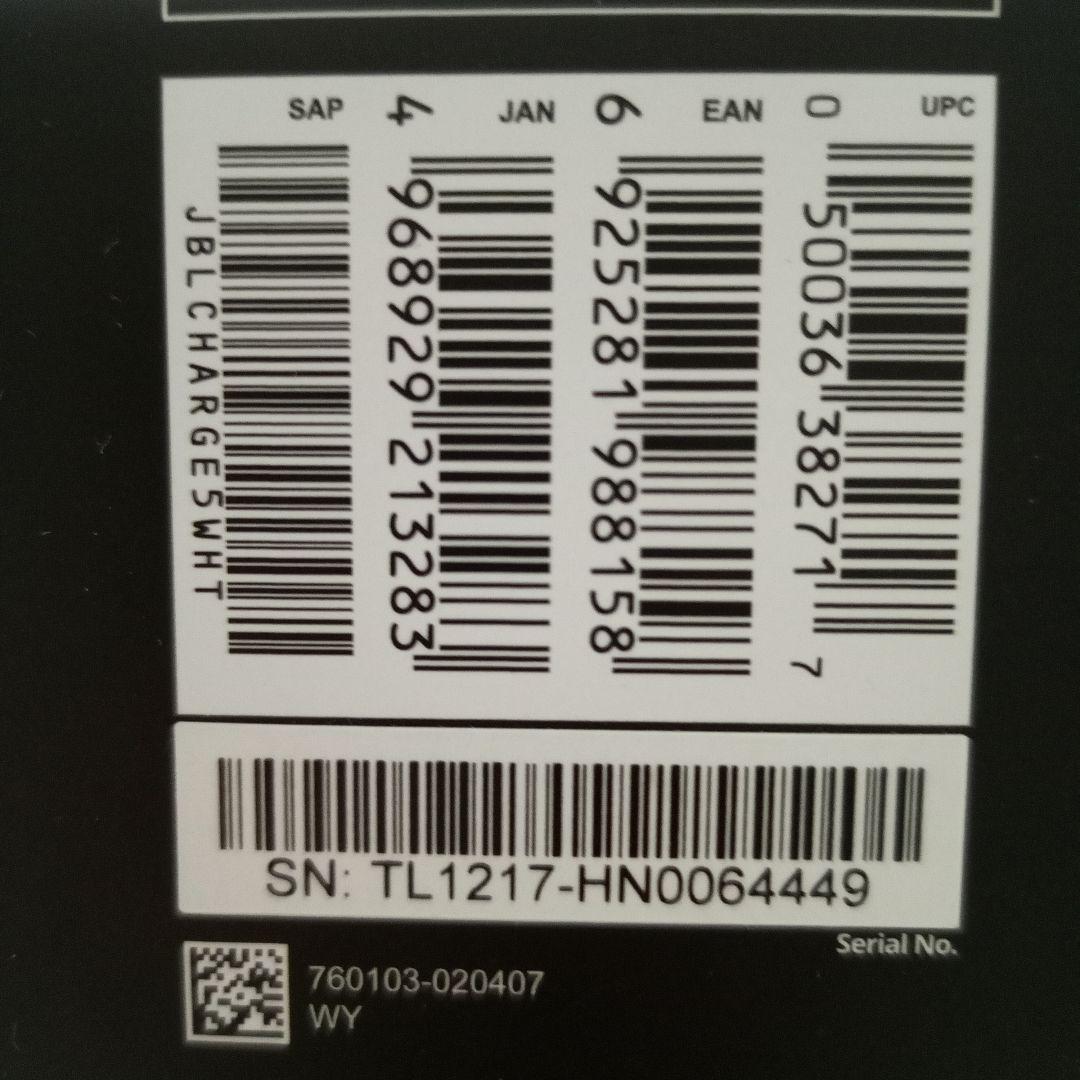 SAP
JBLCHARGE5WHT
JAN
4 968929 213283
EAN
6 925281 988158
UPC
0 50036 38271 7
SN: TL1217-HN0064449
Serial No.
760103-020407
WY